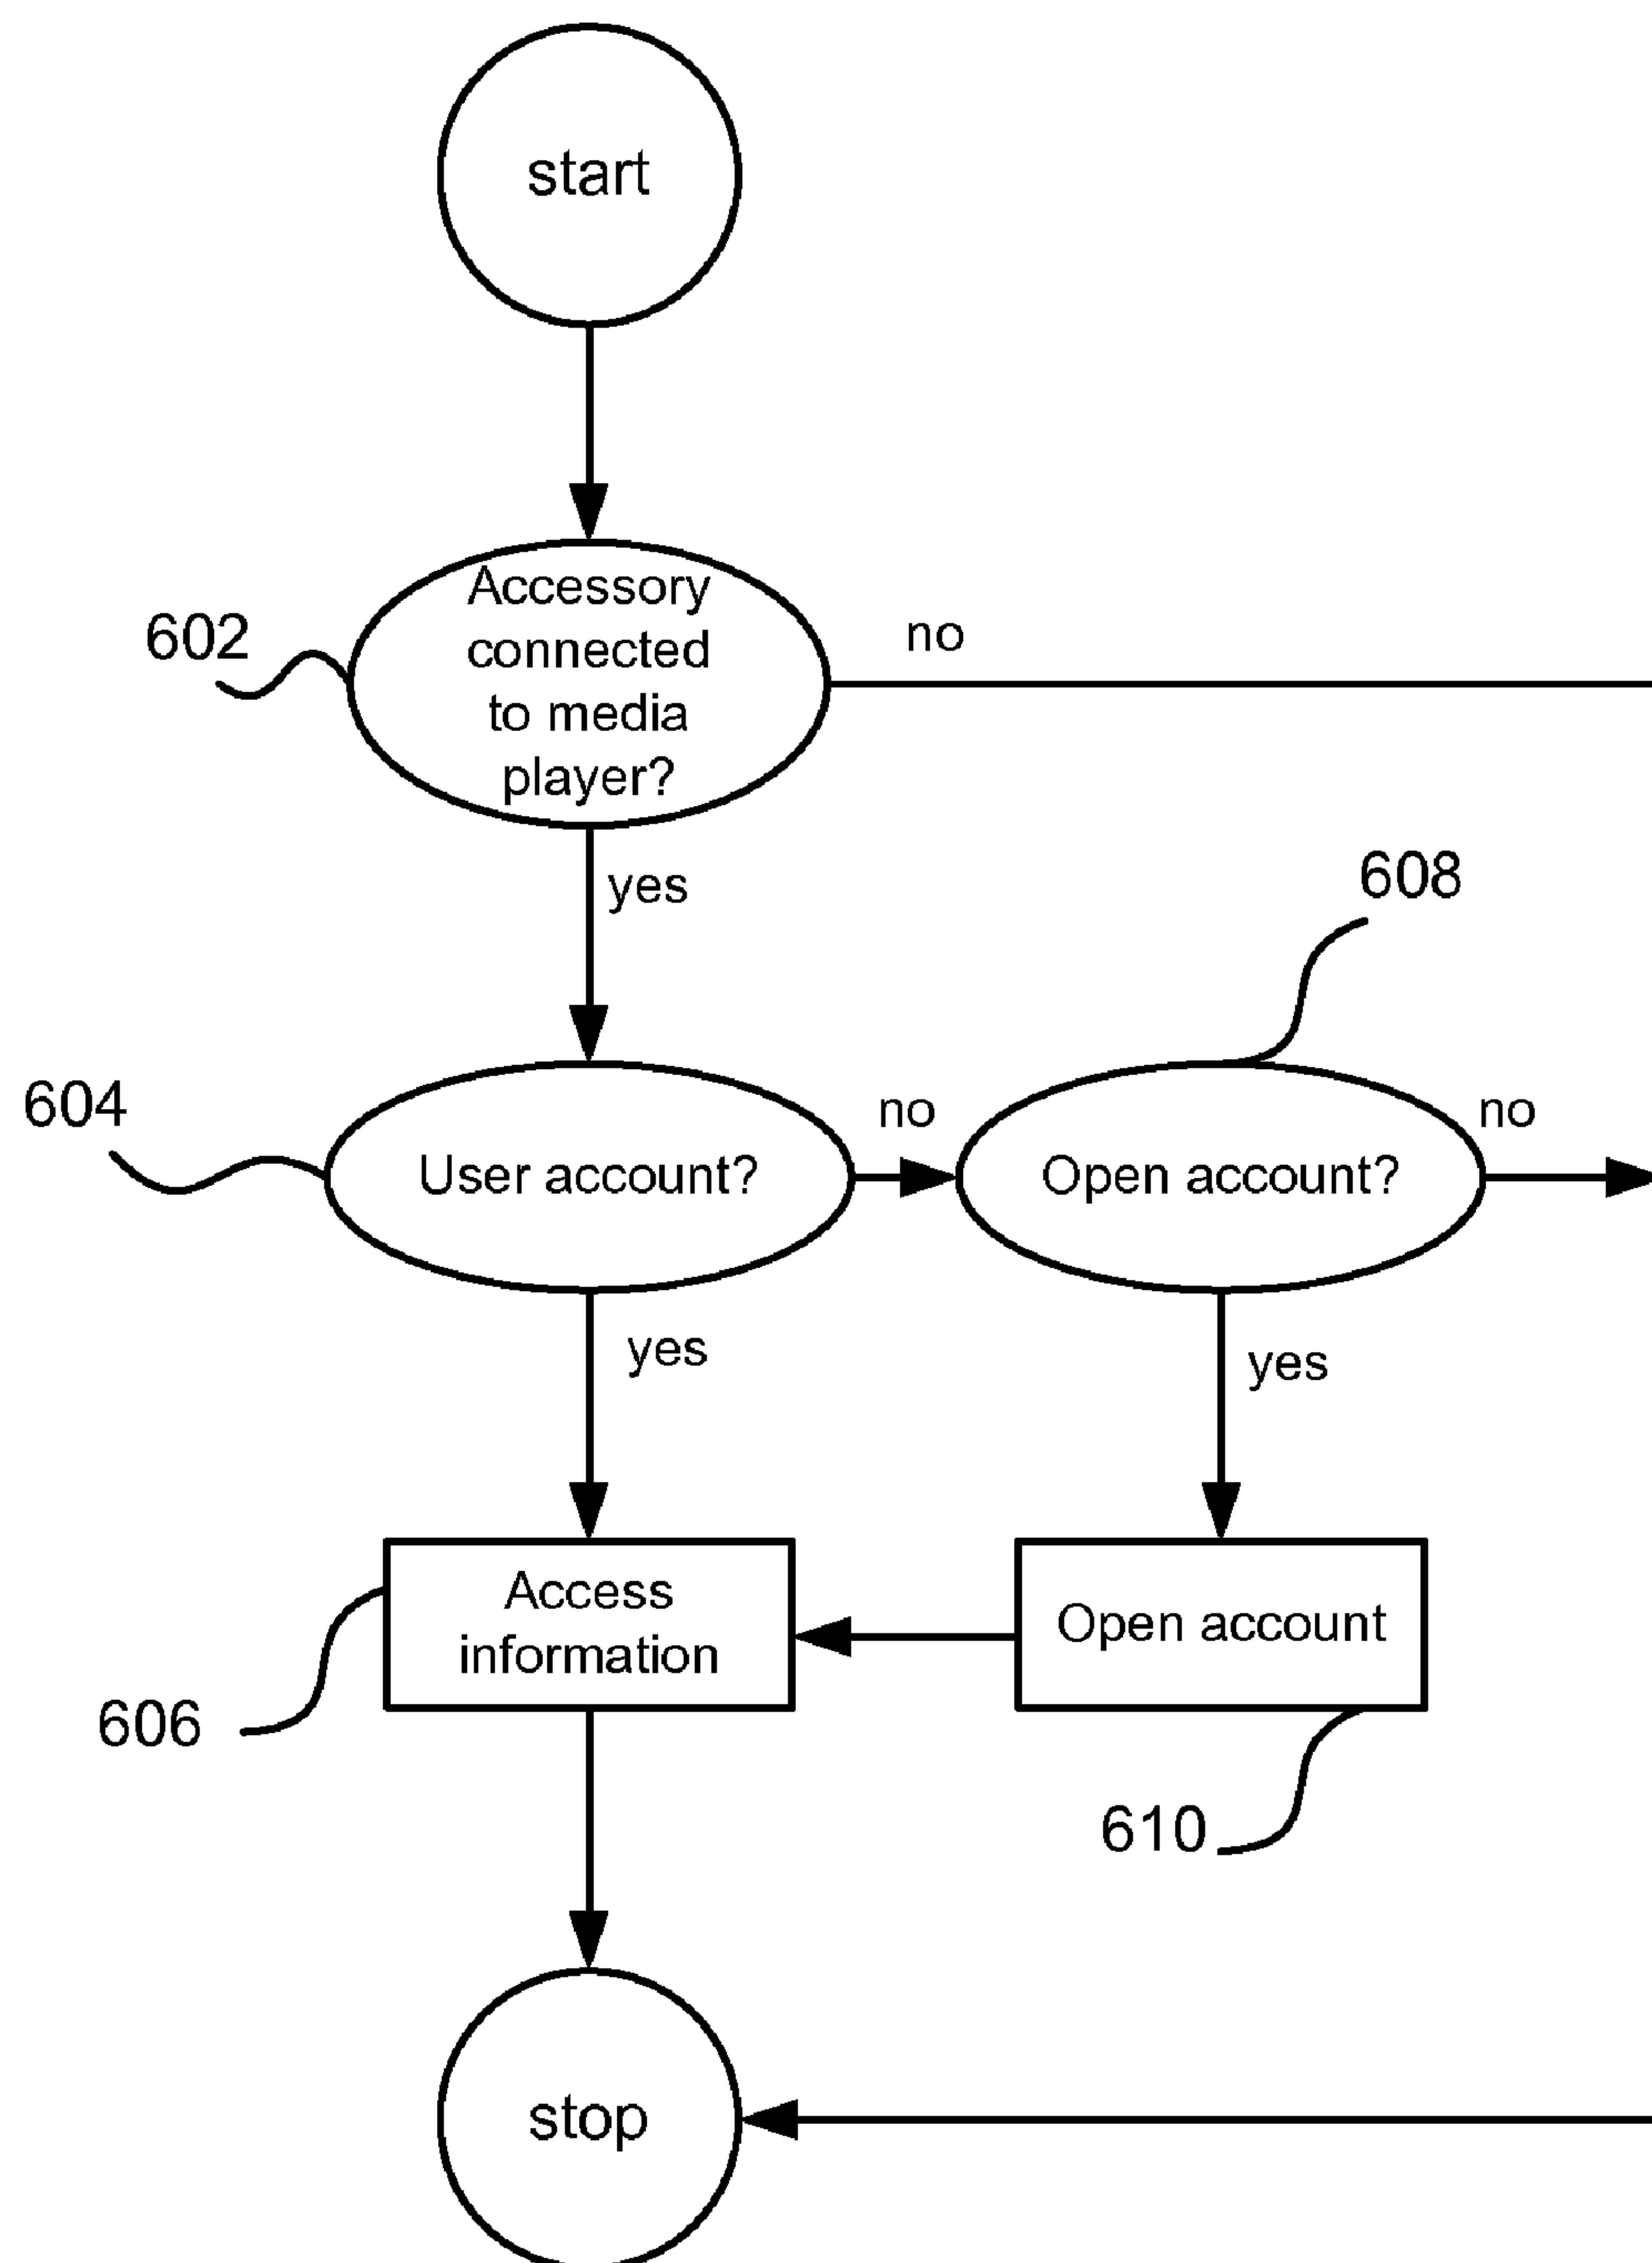 start
Accessory
connected
to media
player?
602
no
yes
608
604
User account?
no
Open account?
no
yes
yes
Access
information
Open account
606
610
stop